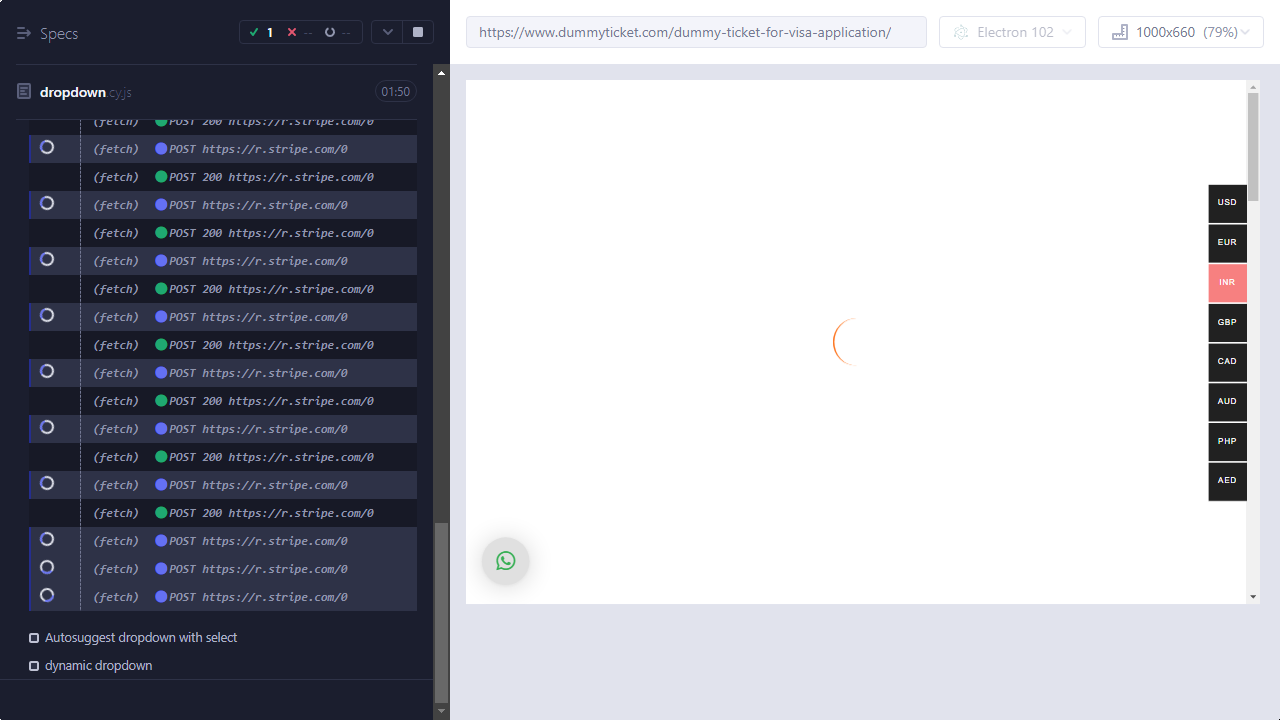 Specs
1 -- --
https://www.dummyticket.com/dummy-ticket-for-visa-application/
Electron 102
1000x660 (79%)
dropdown.cy.js
01:50
(fetch) POST 200 https://r.stripe.com/0
(fetch) POST https://r.stripe.com/0
(fetch) POST 200 https://r.stripe.com/0
(fetch) POST https://r.stripe.com/0
(fetch) POST 200 https://r.stripe.com/0
(fetch) POST https://r.stripe.com/0
(fetch) POST 200 https://r.stripe.com/0
(fetch) POST https://r.stripe.com/0
(fetch) POST 200 https://r.stripe.com/0
(fetch) POST https://r.stripe.com/0
(fetch) POST 200 https://r.stripe.com/0
(fetch) POST https://r.stripe.com/0
(fetch) POST 200 https://r.stripe.com/0
(fetch) POST https://r.stripe.com/0
(fetch) POST 200 https://r.stripe.com/0
(fetch) POST https://r.stripe.com/0
(fetch) POST https://r.stripe.com/0
(fetch) POST https://r.stripe.com/0
Autosuggest dropdown with select
dynamic dropdown
USD
EUR
INR
GBP
CAD
AUD
PHP
AED